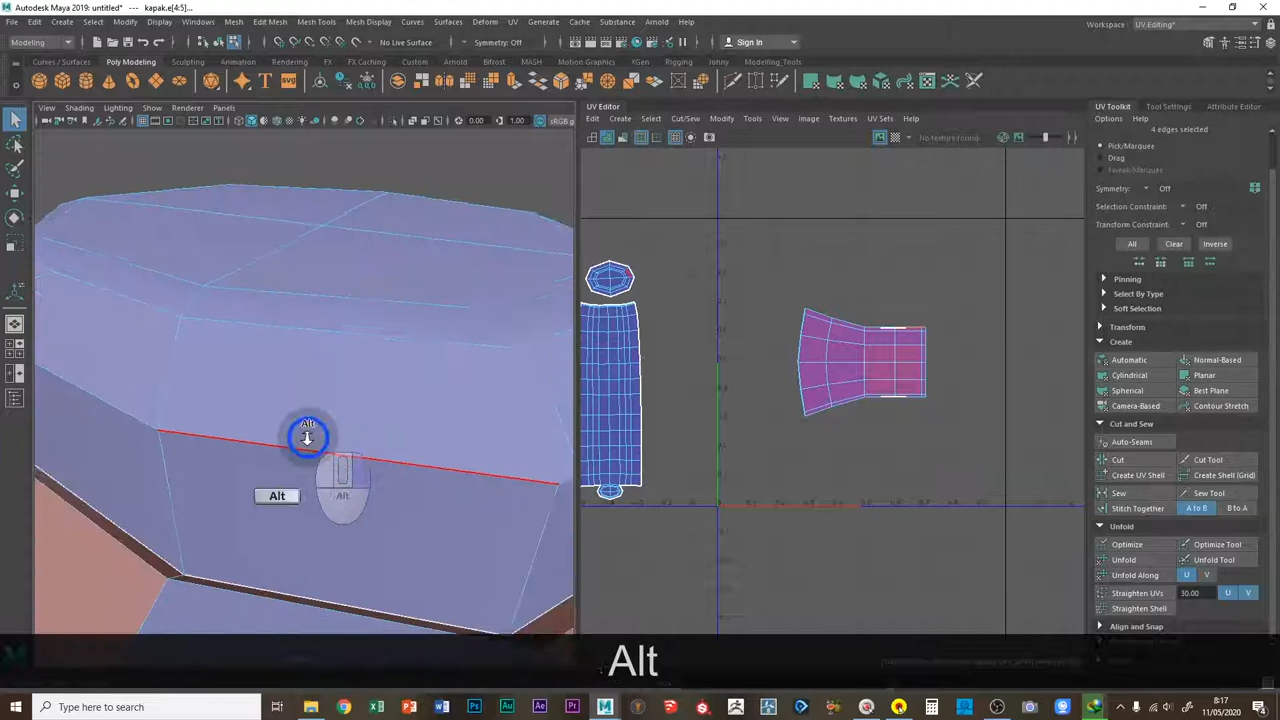 Autodesk Maya 2019: untitled* --- kapak.e[4:5]...
File Edit Create Select Modify Display Windows Mesh Edit Mesh Mesh Tools Mesh Display Curves Surfaces Deform UV Generate Cache Substance Arnold Help
Workspace : UV Editing*
Modeling No Live Surface Symmetry: Off Sign In
Curves / Surfaces Poly Modeling Sculpting Animation Rendering FX FX Caching Custom Arnold Bifrost MASH Motion Graphics XGen Rigging Johny Modelling_Tools
SVG
View Shading Lighting Show Renderer Panels
0.00 1.00 sRGB g
UV Editor
Edit Create Select Cut/Sew Modify Tools View Image Textures UV Sets Help
No texture found
UV Toolkit Tool Settings Attribute Editor
Options Help
4 edges selected
Pick/Marquee
Drag
Tweak/Marquee
Symmetry: Off
Selection Constraint: Off
Transform Constraint: Off
All Clear Inverse
Pinning
Select By Type
Soft Selection
Transform
Create
Automatic Normal-Based
Cylindrical Planar
Spherical Best Plane
Camera-Based Contour Stretch
Cut and Sew
Auto-Seams
Cut Cut Tool
Create UV Shell Create Shell (Grid)
Sew Sew Tool
Stitch Together A to B B to A
Unfold
Optimize Optimize Tool
Unfold Unfold Tool
Unfold Along U V
Straighten UVs 30.00 U V
Straighten Shell
Align and Snap
Alt
Alt
Alt
Alt
Type here to search
8:17
11/05/2020